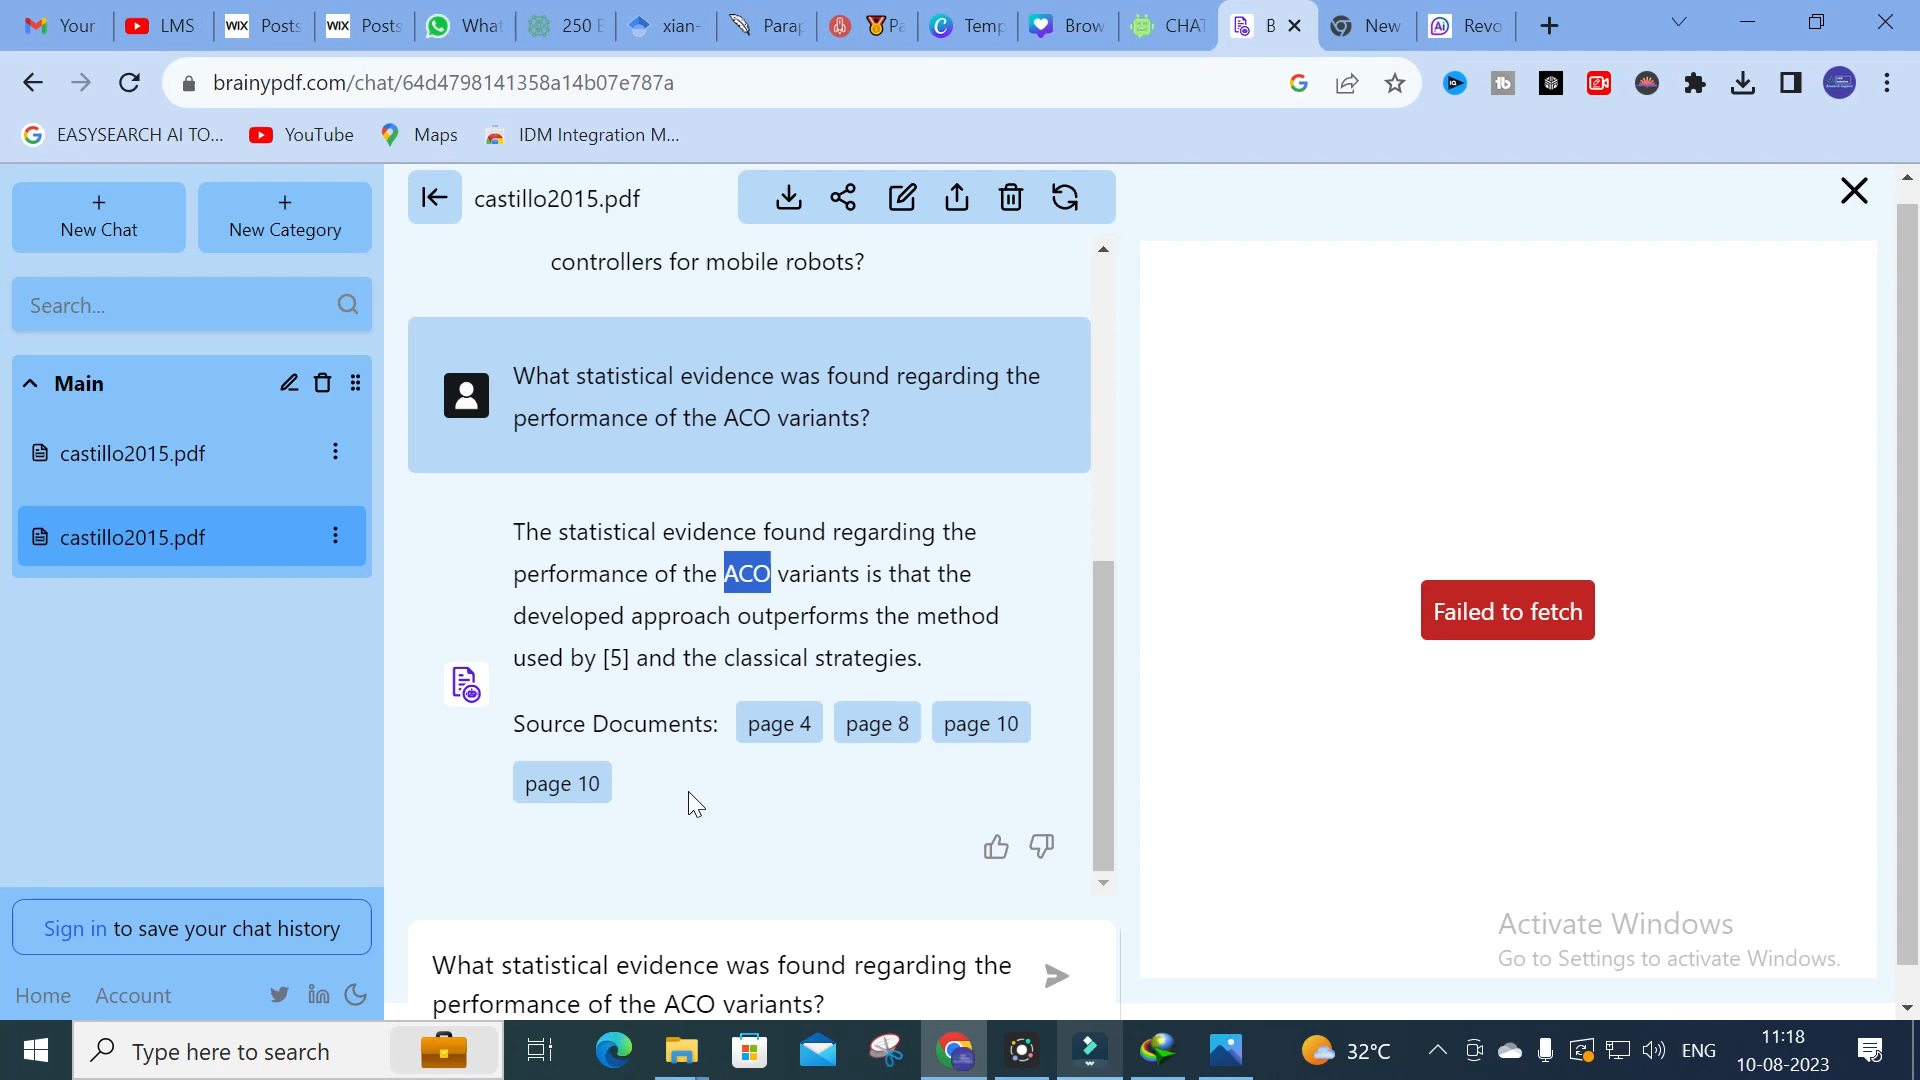 Your
LMS
WIX Posts
WIX Posts
What
250 E
xian-
Parap
Pa
Temp
Brow
CHAT
B
New
Revo
brainypdf.com/chat/64d4798141358a14b07e787a
EASYSEARCH AI TO...
YouTube
Maps
IDM Integration M...
+
New Chat
+
New Category
Search...
Main
castillo2015.pdf
castillo2015.pdf
Sign in to save your chat history
Home
Account
castillo2015.pdf
controllers for mobile robots?
What statistical evidence was found regarding the
performance of the ACO variants?
The statistical evidence found regarding the
performance of the ACO variants is that the
developed approach outperforms the method
used by [5] and the classical strategies.
Source Documents: page 4 page 8 page 10
page 10
What statistical evidence was found regarding the
performance of the ACO variants?
Failed to fetch
Activate Windows
Go to Settings to activate Windows.
Type here to search
32°C
ENG
11:18
10-08-2023